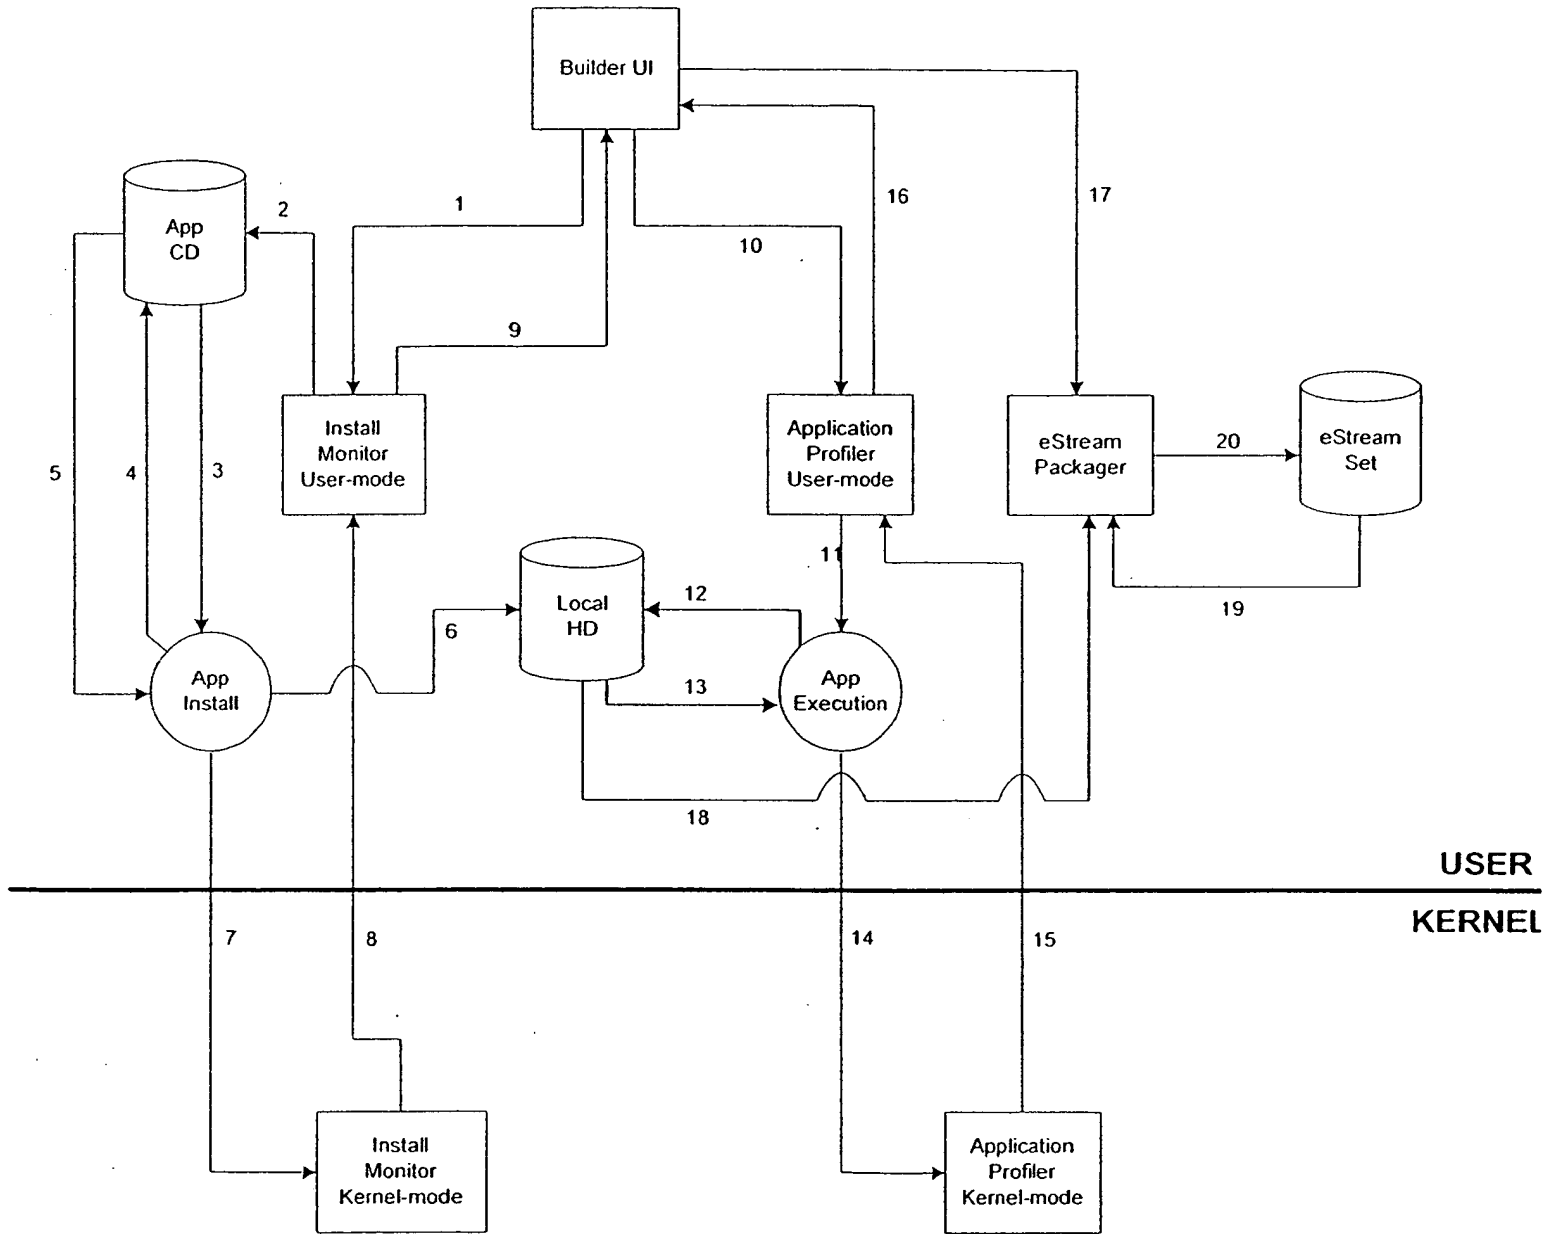 Builder UI
16
17
1
2
App
CD
10
9
Install
Monitor
User-mode
Application
Profiler
User-mode
eStream
Packager
20
eStream
Set
5
4
3
11
Local
HD
12
6
19
App
Install
13
App
Execution
18
USER
KERNEL
7
8
14
15
Install
Monitor
Kernel-mode
Application
Profiler
Kernel-mode